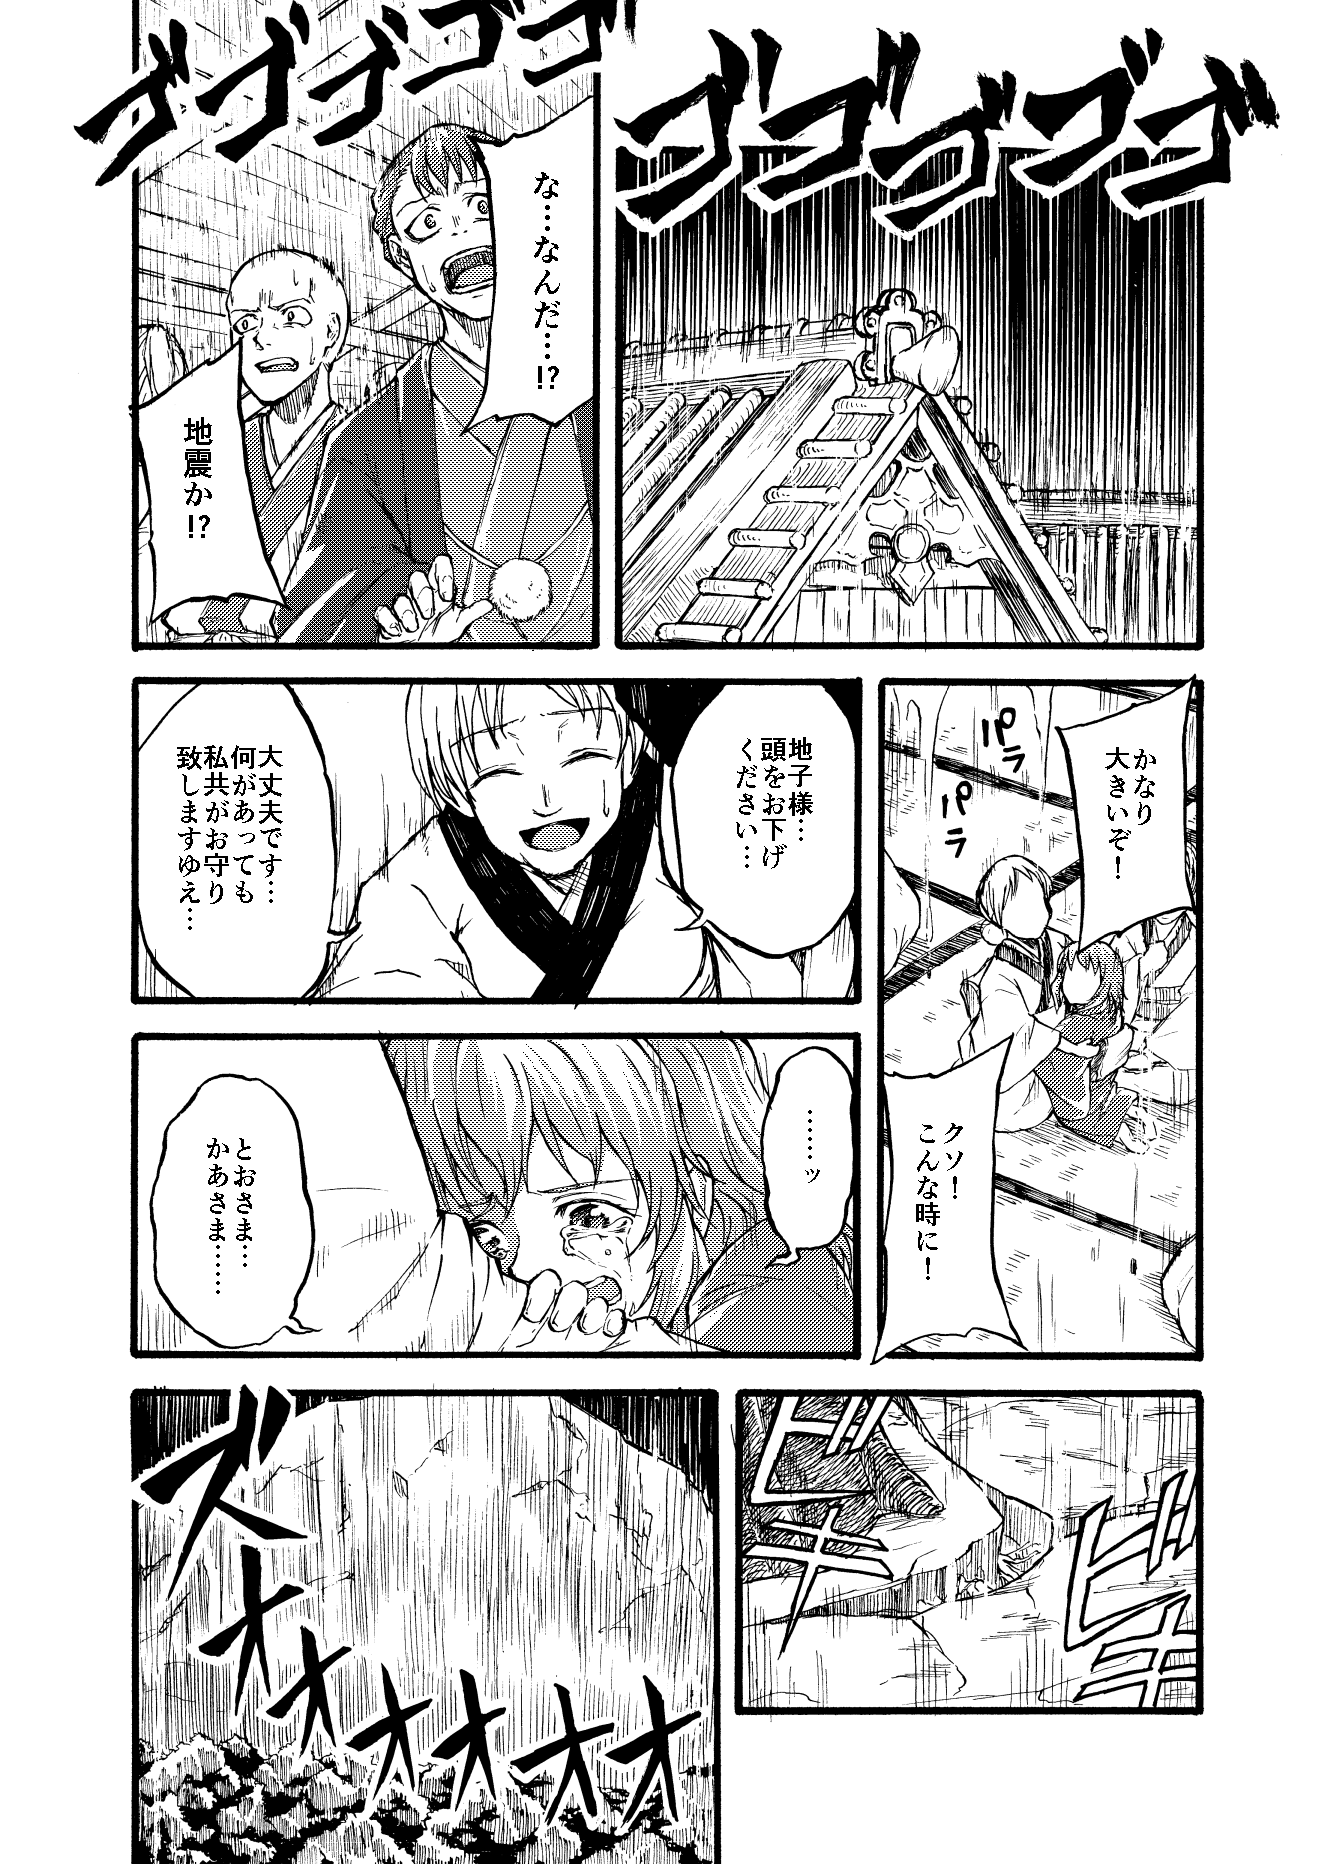 ゴゴゴゴゴ
ゴゴゴゴゴ
な…なんだ…!?
地震か!?
かなり
大きいぞ!
パラ
パラ
クソ!
こんな時に!
地子様…
頭をお下げ
ください…
大丈夫です…
何があっても
私共がお守り
致しますゆえ…
……ッ
とおさま…
かあさま……
ビキ
ビキ
ズオオオオオオ